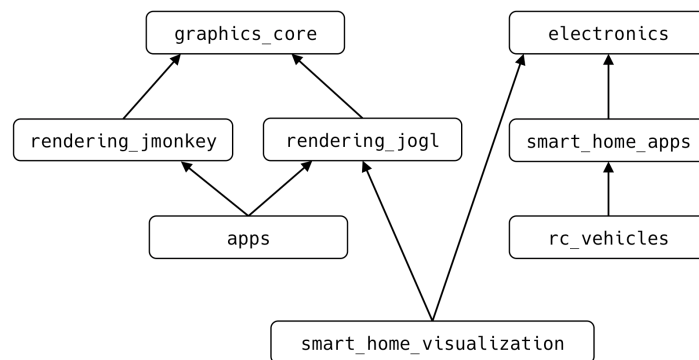 graphics_core
electronics
rendering_jmonkey
rendering_jogl
smart_home_apps
apps
rc_vehicles
smart_home_visualization